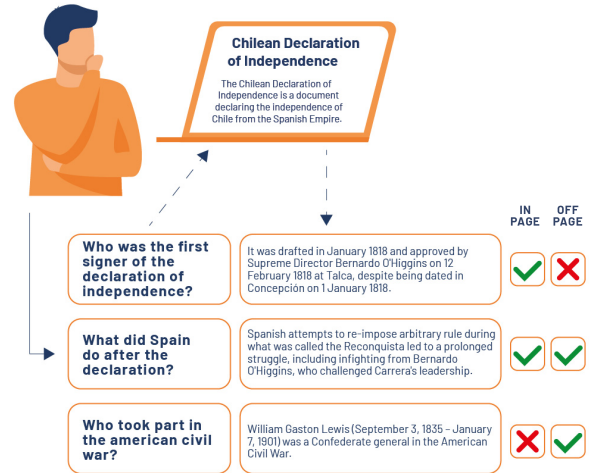 Chilean Declaration
of Independence
The Chilean Declaration of
Independence is a document
declaring the independence of
Chile from the Spanish Empire.
IN
PAGE
OFF
PAGE
Who was the first
signer of the
declaration of
independence?
It was drafted in January 1818 and approved by
Supreme Director Bernardo O'Higgins on 12
February 1818 at Talca, despite being dated in
Concepción on 1 January 1818.
What did Spain
do after the
declaration?
Spanish attempts to re-impose arbitrary rule during
what was called the Reconquista led to a prolonged
struggle, including infighting from Bernardo
O'Higgins, who challenged Carrera's leadership.
Who took part in
the american civil
war?
William Gaston Lewis (September 3, 1835 – January
7, 1901) was a Confederate general in the American
Civil War.